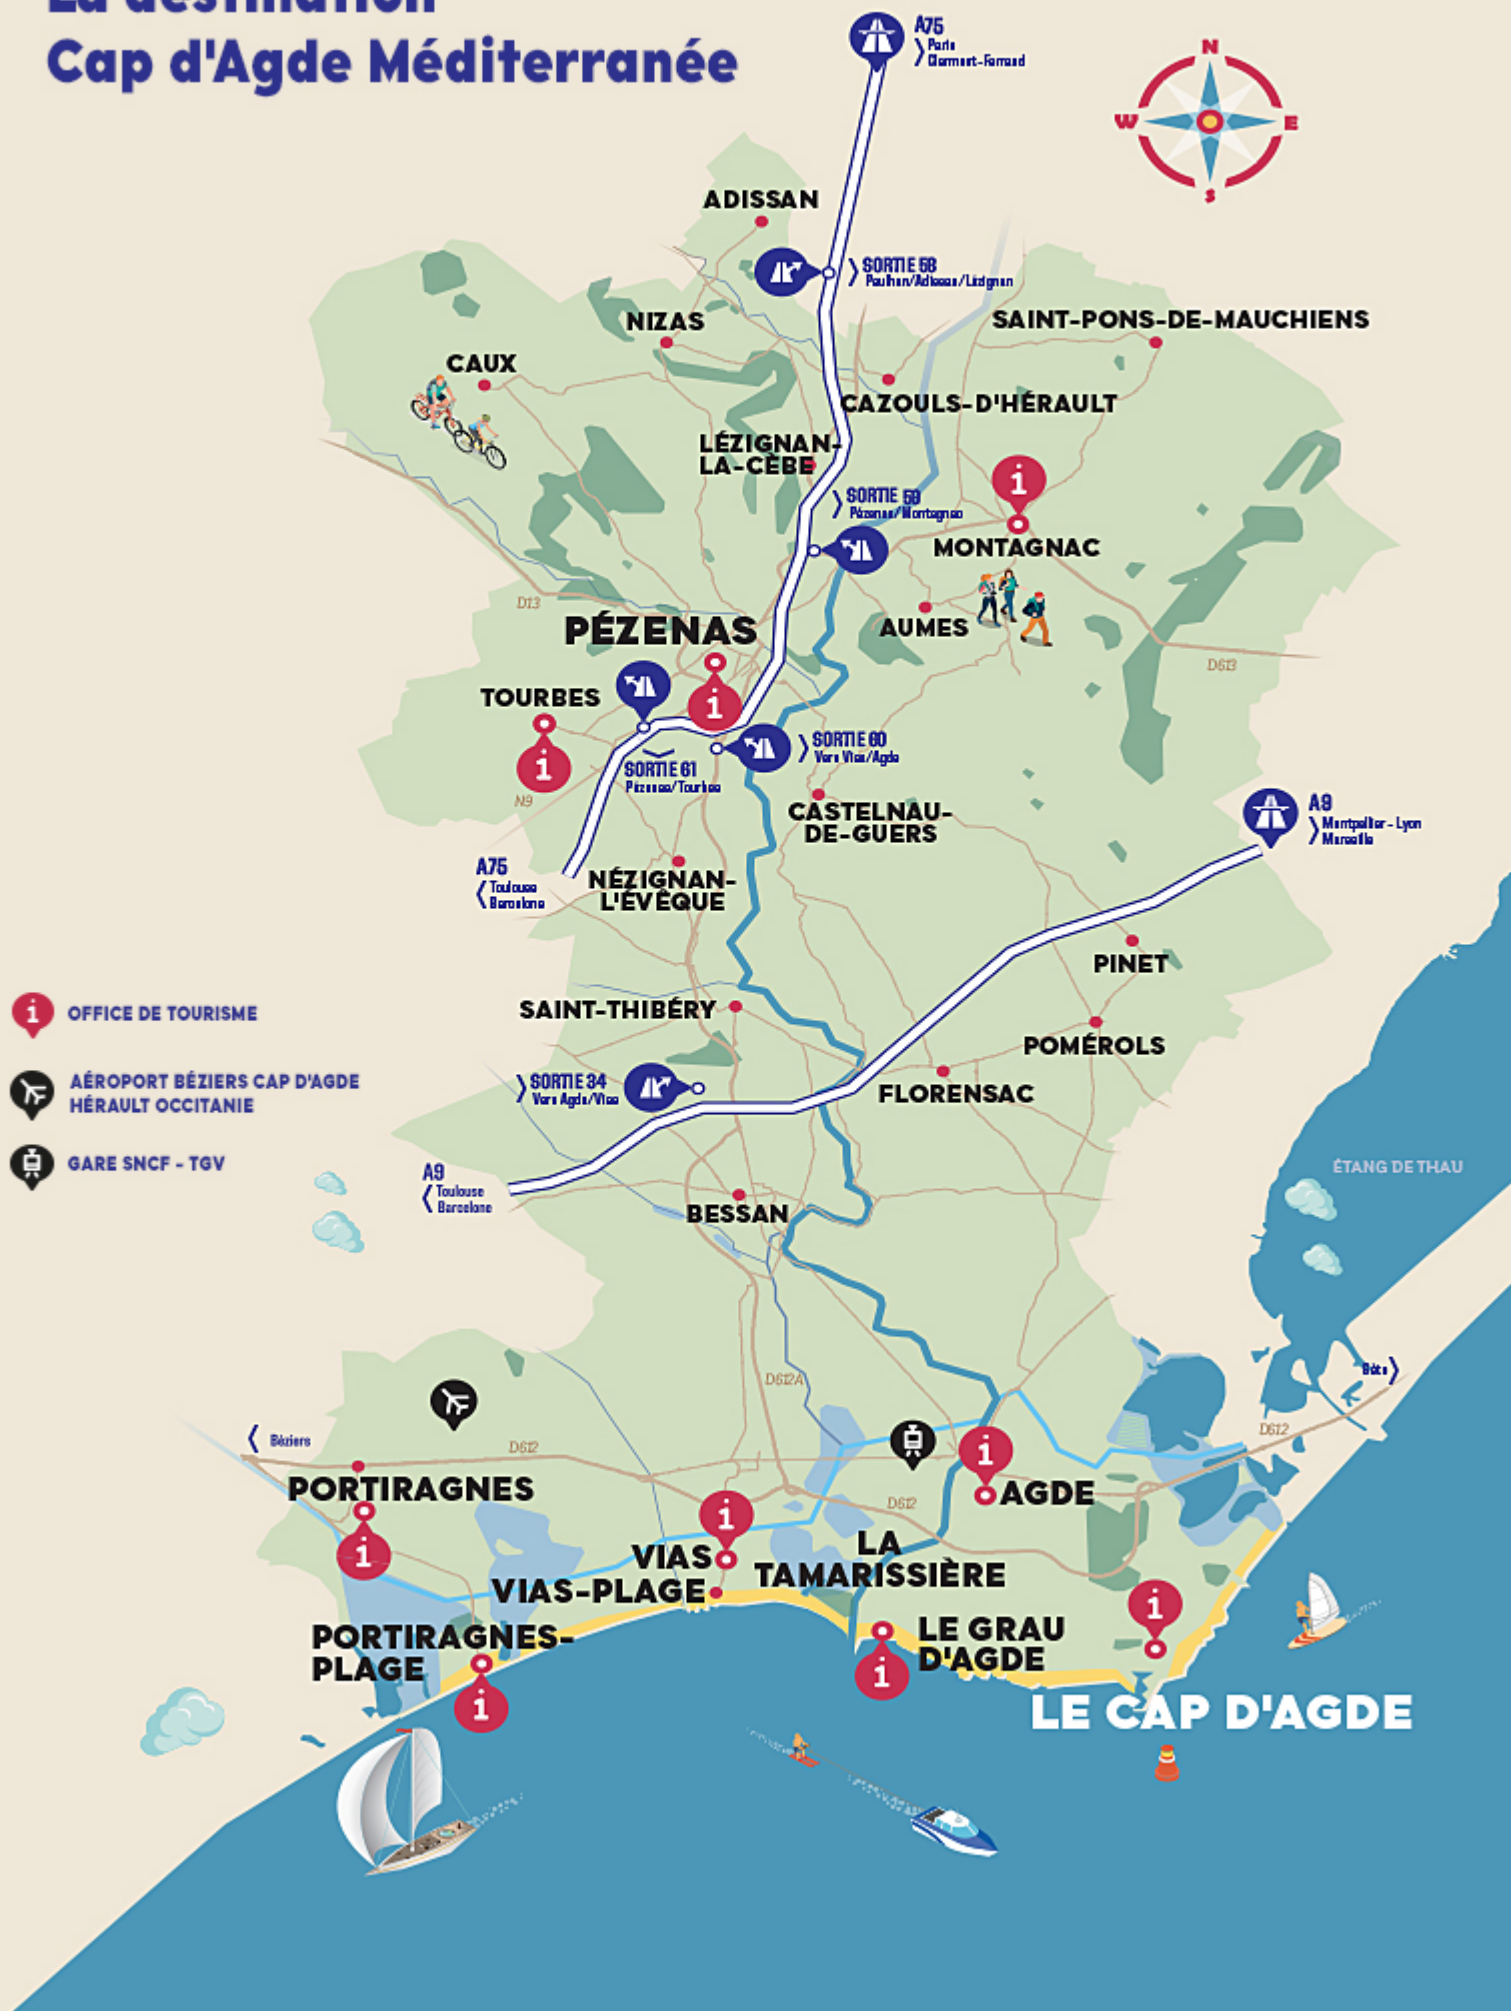 La destination
Cap d'Agde Méditerranée
A75
Paris
Clermont-Ferrand
N
W
E
S
ADISSAN
SORTIE 58
Paulhan/Adissan/Lézignan
NIZAS
SAINT-PONS-DE-MAUCHIENS
CAUX
CAZOULS-D'HÉRAULT
LÉZIGNAN-
LA-CÈBE
SORTIE 59
Pézenas/Montagnac
MONTAGNAC
D13
PÉZENAS
AUMES
D613
TOURBES
SORTIE 60
Vers Vias/Agde
SORTIE 61
Pézenas/Tourbes
N9
CASTELNAU-
DE-GUERS
A9
Montpellier - Lyon
Marseille
A75
Toulouse
Barcelone
NÉZIGNAN-
L'ÉVÊQUE
PINET
SAINT-THIBÉRY
OFFICE DE TOURISME
POMÉROLS
AÉROPORT BÉZIERS CAP D'AGDE
HÉRAULT OCCITANIE
SORTIE 34
Vers Agde/Vias
FLORENSAC
GARE SNCF - TGV
ÉTANG DE THAU
A9
Toulouse
Barcelone
BESSAN
D612A
Sète
Béziers
D612
D612
PORTIRAGNES
AGDE
D612
VIAS
LA
TAMARISSIÈRE
VIAS-PLAGE
PORTIRAGNES-
PLAGE
LE GRAU
D'AGDE
LE CAP D'AGDE